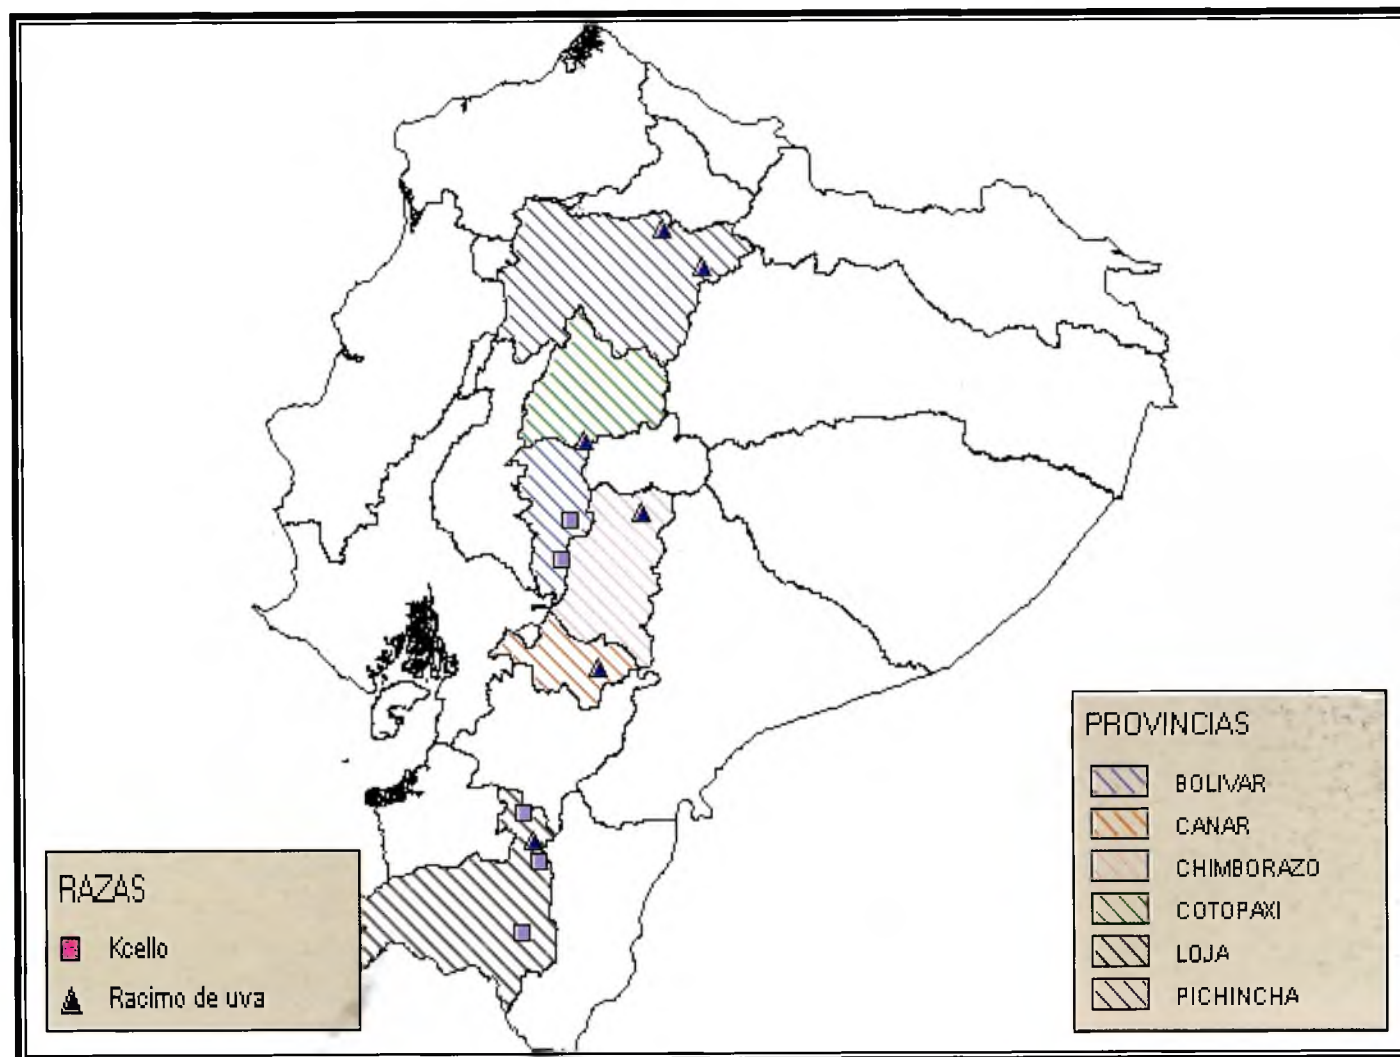 RAZAS
Kcello
Racimo de uva
PROVINCIAS
BOLIVAR
CANAR
CHIMBORAZO
COTOPAXI
LOJA
PICHINCHA